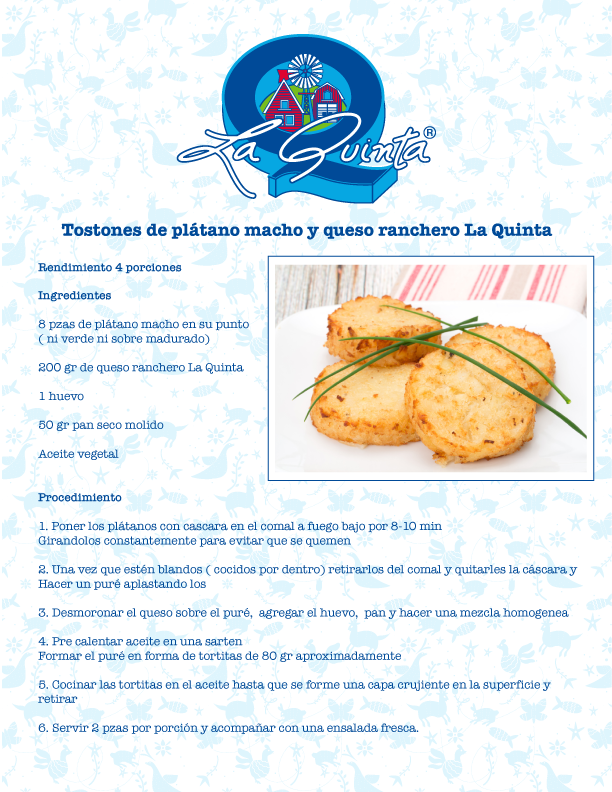 La Quinta®
Tostones de plátano macho y queso ranchero La Quinta
Rendimiento 4 porciones
Ingredientes
8 pzas de plátano macho en su punto
( ni verde ni sobre madurado)
200 gr de queso ranchero La Quinta
1 huevo
50 gr pan seco molido
Aceite vegetal
Procedimiento
1. Poner los plátanos con cascara en el comal a fuego bajo por 8-10 min
Girandolos constantemente para evitar que se quemen
2. Una vez que estén blandos ( cocidos por dentro) retirarlos del comal y quitarles la cáscara y
Hacer un puré aplastando los
3. Desmoronar el queso sobre el puré, agregar el huevo, pan y hacer una mezcla homogenea
4. Pre calentar aceite en una sarten
Formar el puré en forma de tortitas de 80 gr aproximadamente
5. Cocinar las tortitas en el aceite hasta que se forme una capa crujiente en la superficie y
retirar
6. Servir 2 pzas por porción y acompañar con una ensalada fresca.